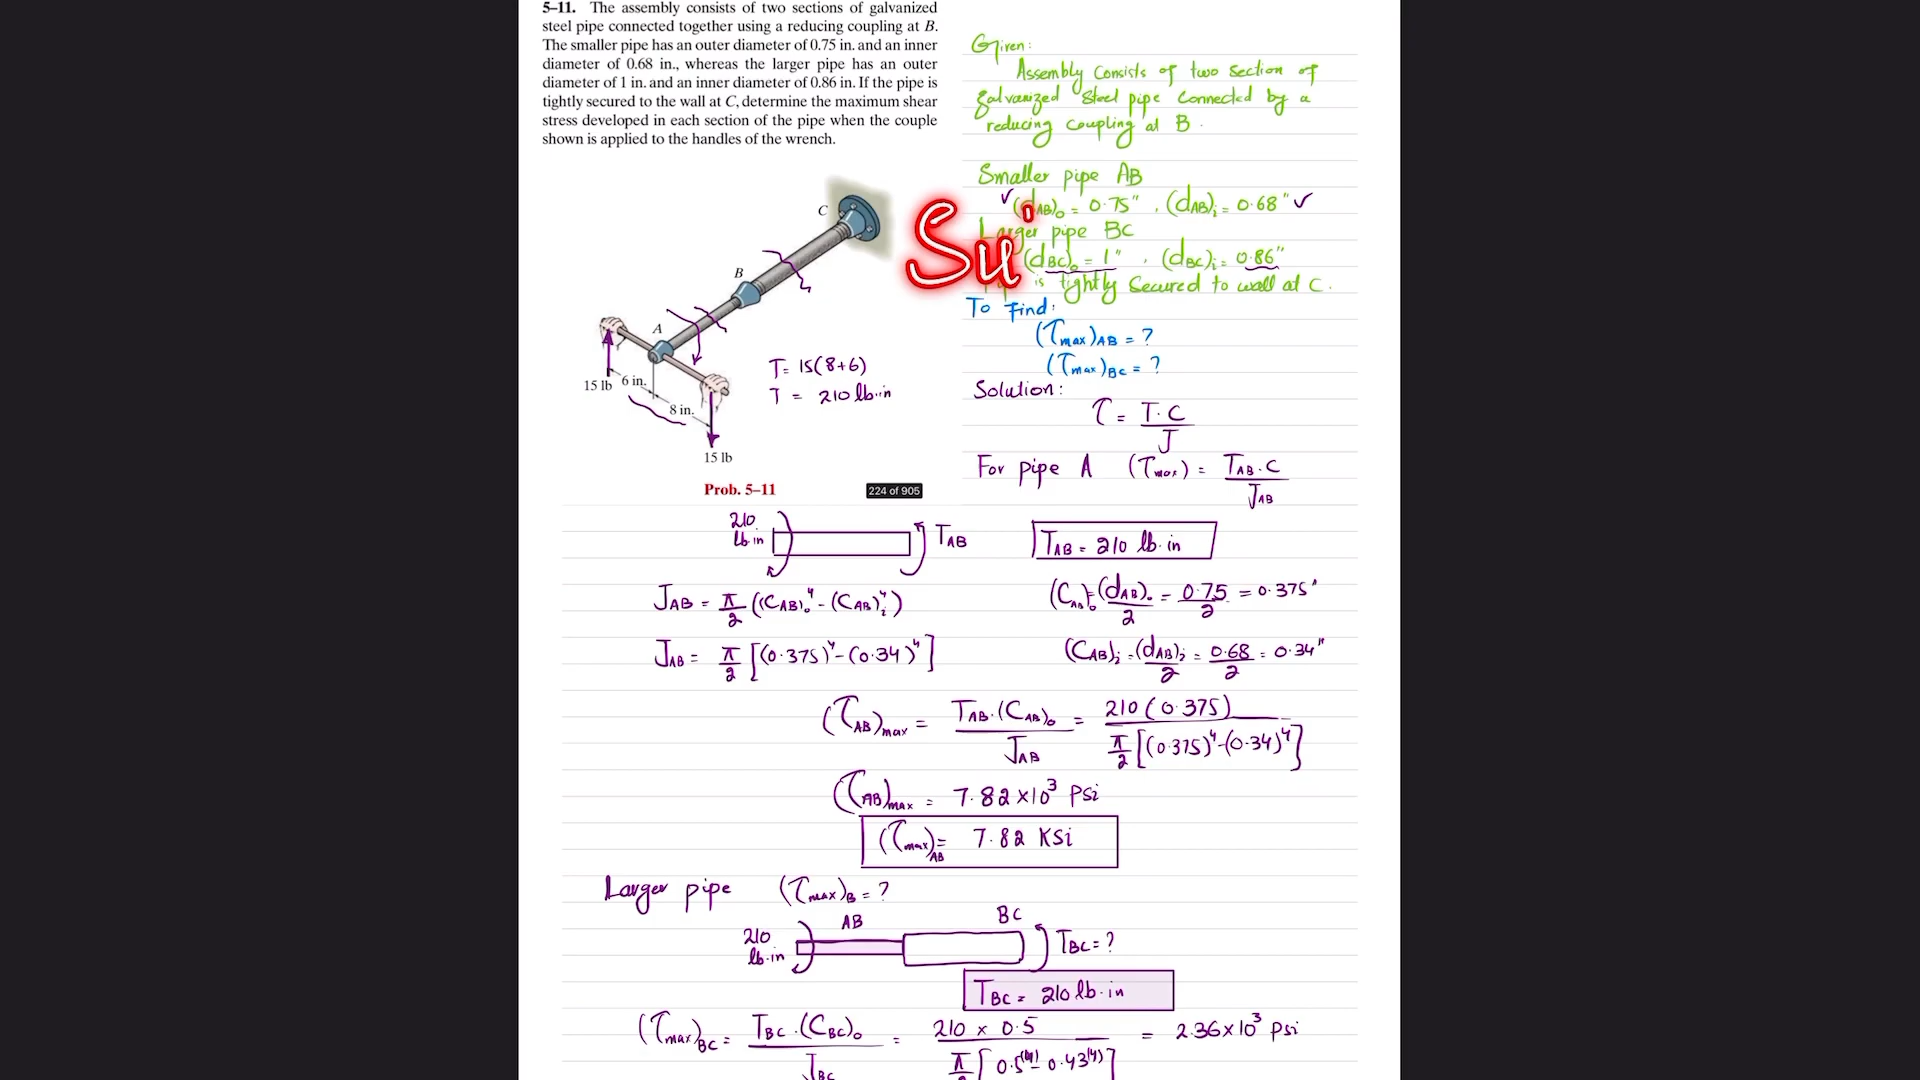 5–11. The assembly consists of two sections of galvanized
steel pipe connected together using a reducing coupling at B.
The smaller pipe has an outer diameter of 0.75 in. and an inner
diameter of 0.68 in., whereas the larger pipe has an outer
diameter of 1 in. and an inner diameter of 0.86 in. If the pipe is
tightly secured to the wall at C, determine the maximum shear
stress developed in each section of the pipe when the couple
shown is applied to the handles of the wrench.
C
B
A
15 lb
6 in.
8 in.
15 lb
T = 15(8+6)
T = 210 lb·in
Prob. 5–11
224 of 905
Given:
Assembly Consists of two section of
galvanized Steel pipe Connected by a
reducing coupling at B.
Smaller pipe AB
✓ (dAB)o = 0.75" , (dAB)i = 0.68" ✓
Larger pipe BC
(dBC)o = 1" , (dBC)i = 0.86"
is tightly Secured to wall at C.
Su
To Find:
(τmax)AB = ?
(τmax)BC = ?
Solution:
τ = T·C / J
For pipe A (τmax) = TAB·C / JAB
210 lb·in
TAB
TAB = 210 lb·in
JAB = π/2 ((CAB)o⁴ - (CAB)i⁴)
(CAB)o = (dAB)o / 2 = 0.75 / 2 = 0.375"
JAB = π/2 [(0.375)⁴ - (0.34)⁴]
(CAB)i = (dAB)i / 2 = 0.68 / 2 = 0.34"
(τAB)max = TAB·(CAB)o / JAB = 210(0.375) / π/2 [(0.375)⁴-(0.34)⁴]
(τAB)max = 7.82 ×10³ Psi
(τmax)AB = 7.82 KSi
Larger pipe (τmax)B = ?
AB
BC
210 lb·in
TBC = ?
TBC = 210 lb·in
(τmax)BC = TBC·(CBC)o / JBC = 210 × 0.5 / π/2 [0.5(4) - 0.43(4)] = 2.36×10³ Psi